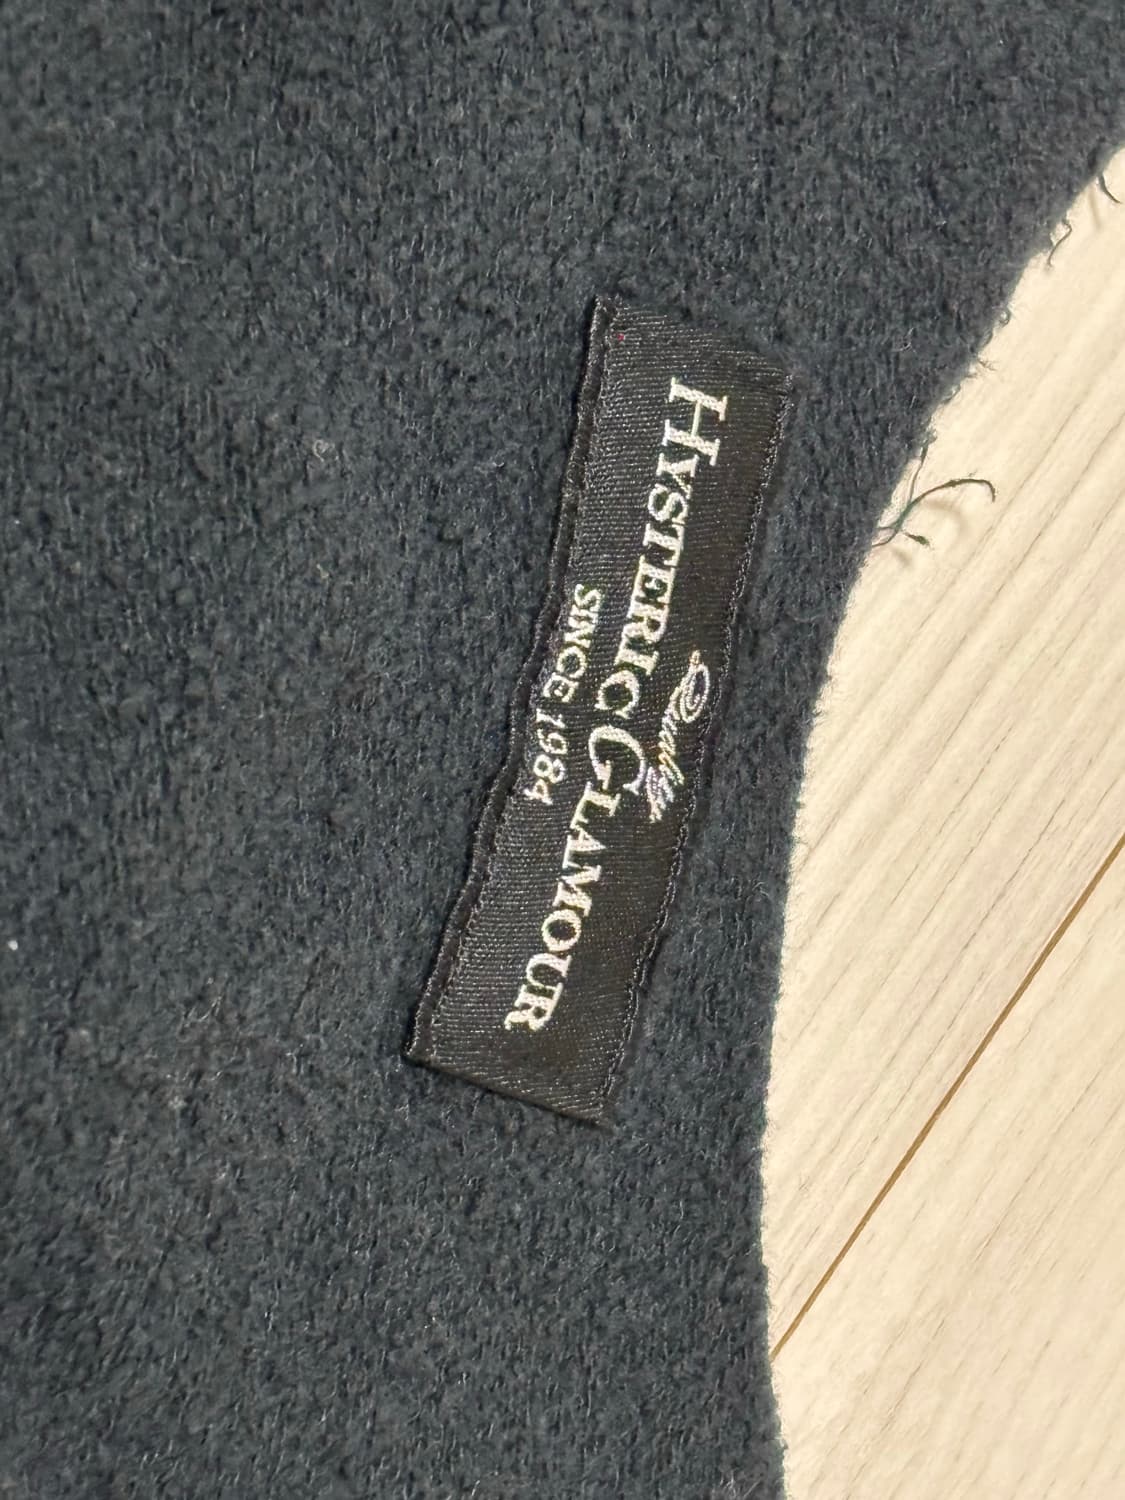 Quality
HYSTERIC GLAMOUR
SINCE 1984